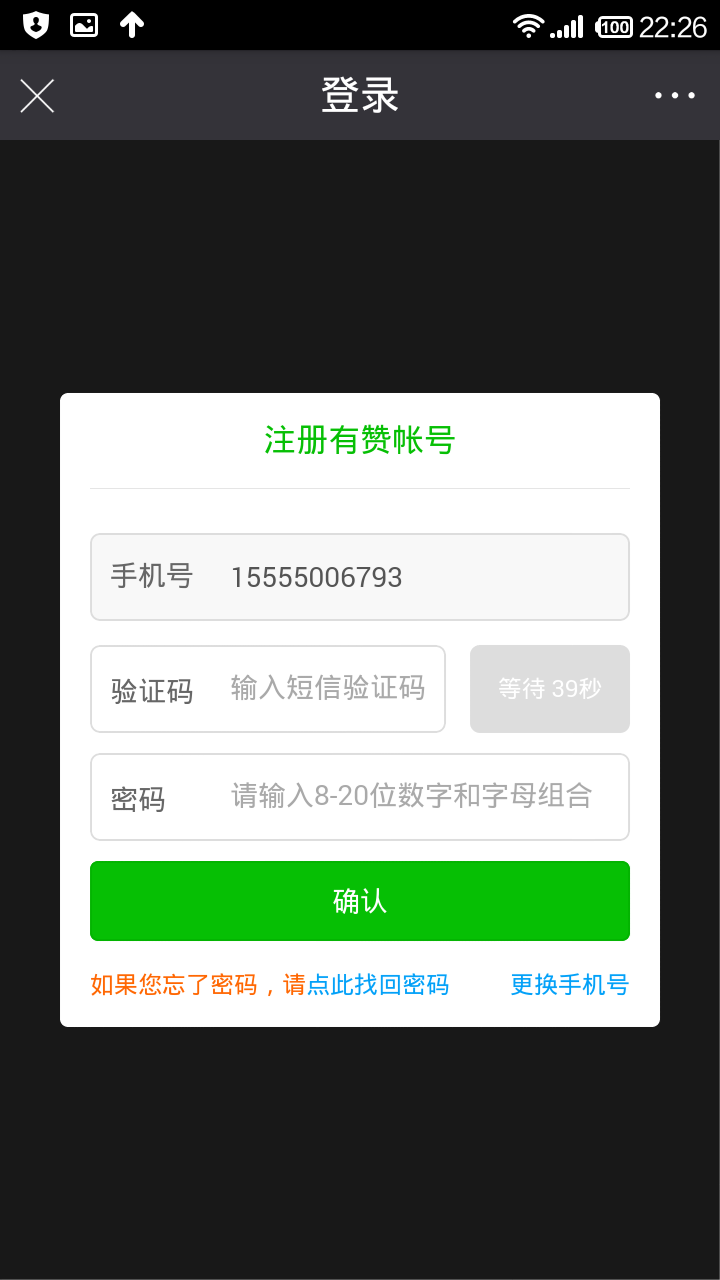 100 22:26
登录
注册有赞帐号
手机号 15555006793
验证码 输入短信验证码 等待 39秒
密码 请输入8-20位数字和字母组合
确认
如果您忘了密码，请点此找回密码 更换手机号